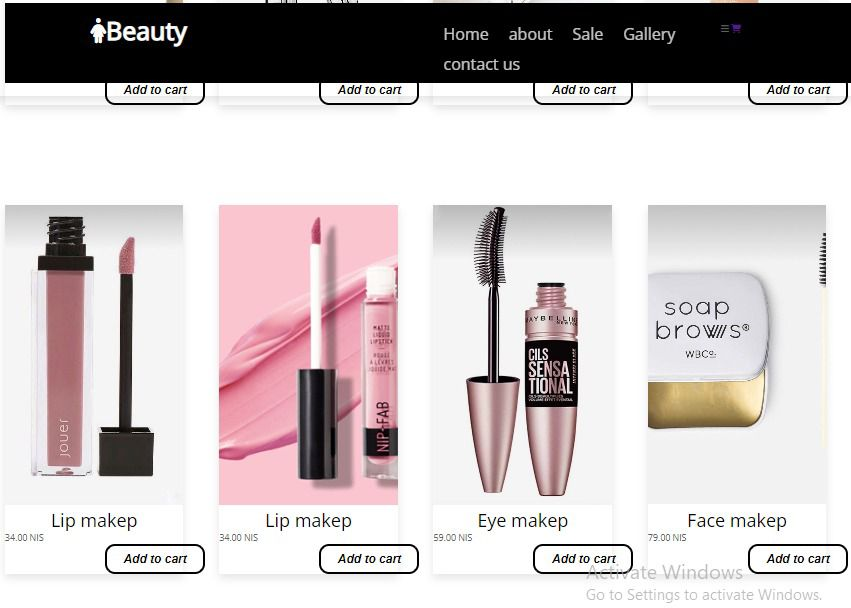 Beauty
Home about Sale Gallery
contact us
Add to cart Add to cart Add to cart Add to cart
jouer
MATTE
LIQUID
LIPSTICK
ROUGE
À LÈVRES
LIQUIDE MAT
NIP+FAB
MAYBELLINE
NEW YORK
CILS
SENSA
TIONAL
soap
brows®
WBCo.
Lip makep Lip makep Eye makep Face makep
34.00 NIS 34.00 NIS 59.00 NIS 79.00 NIS
Add to cart Add to cart Add to cart Add to cart
Activate Windows
Go to Settings to activate Windows.